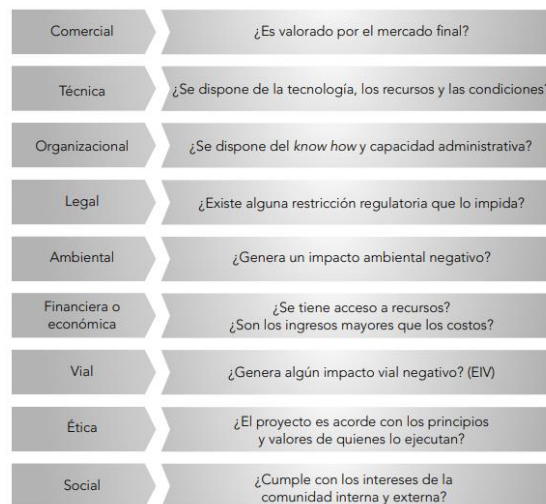 Comercial
¿Es valorado por el mercado final?
Técnica
¿Se dispone de la tecnología, los recursos y las condiciones?
Organizacional
¿Se dispone del know how y capacidad administrativa?
Legal
¿Existe alguna restricción regulatoria que lo impida?
Ambiental
¿Genera un impacto ambiental negativo?
Financiera o
económica
¿Se tiene acceso a recursos?
¿Son los ingresos mayores que los costos?
Vial
¿Genera algún impacto vial negativo? (EIV)
Ética
¿El proyecto es acorde con los principios
y valores de quienes lo ejecutan?
Social
¿Cumple con los intereses de la
comunidad interna y externa?